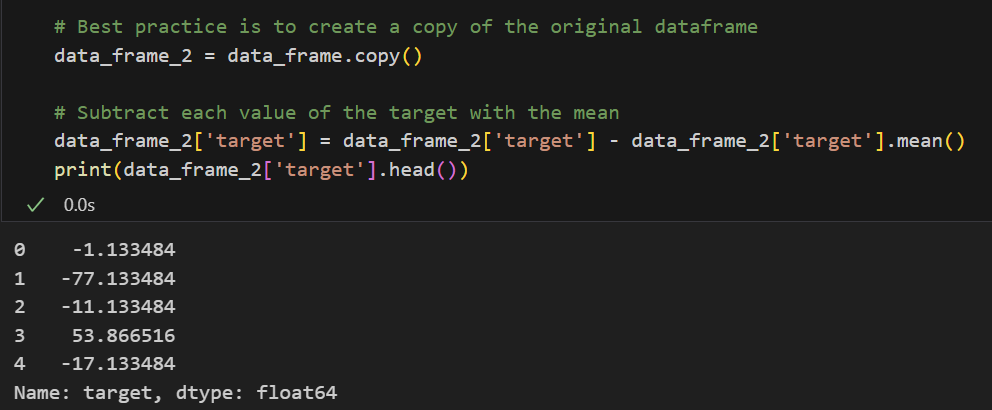 # Best practice is to create a copy of the original dataframe
data_frame_2 = data_frame.copy()
# Subtract each value of the target with the mean
data_frame_2['target'] = data_frame_2['target'] - data_frame_2['target'].mean()
print(data_frame_2['target'].head())
✓ 0.0s
0 -1.133484
1 -77.133484
2 -11.133484
3 53.866516
4 -17.133484
Name: target, dtype: float64